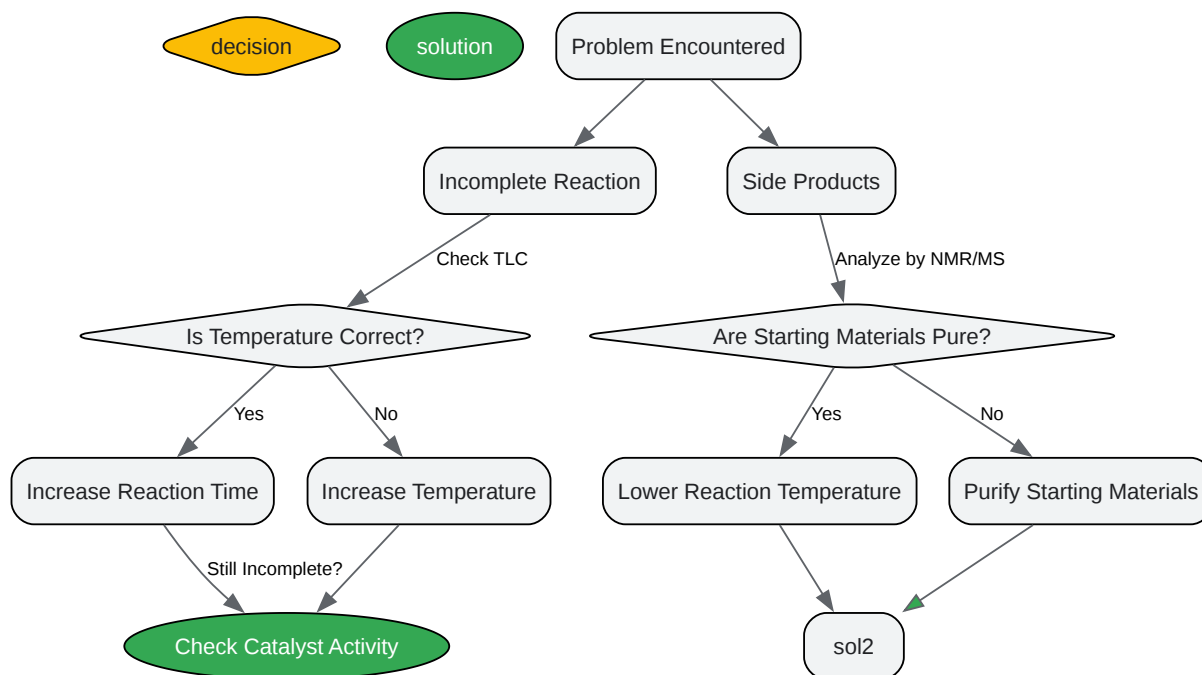 decision
solution
Problem Encountered
Incomplete Reaction
Side Products
Check TLC
Analyze by NMR/MS
Is Temperature Correct?
Are Starting Materials Pure?
Yes
No
Yes
No
Increase Reaction Time
Increase Temperature
Lower Reaction Temperature
Purify Starting Materials
Still Incomplete?
Check Catalyst Activity
sol2